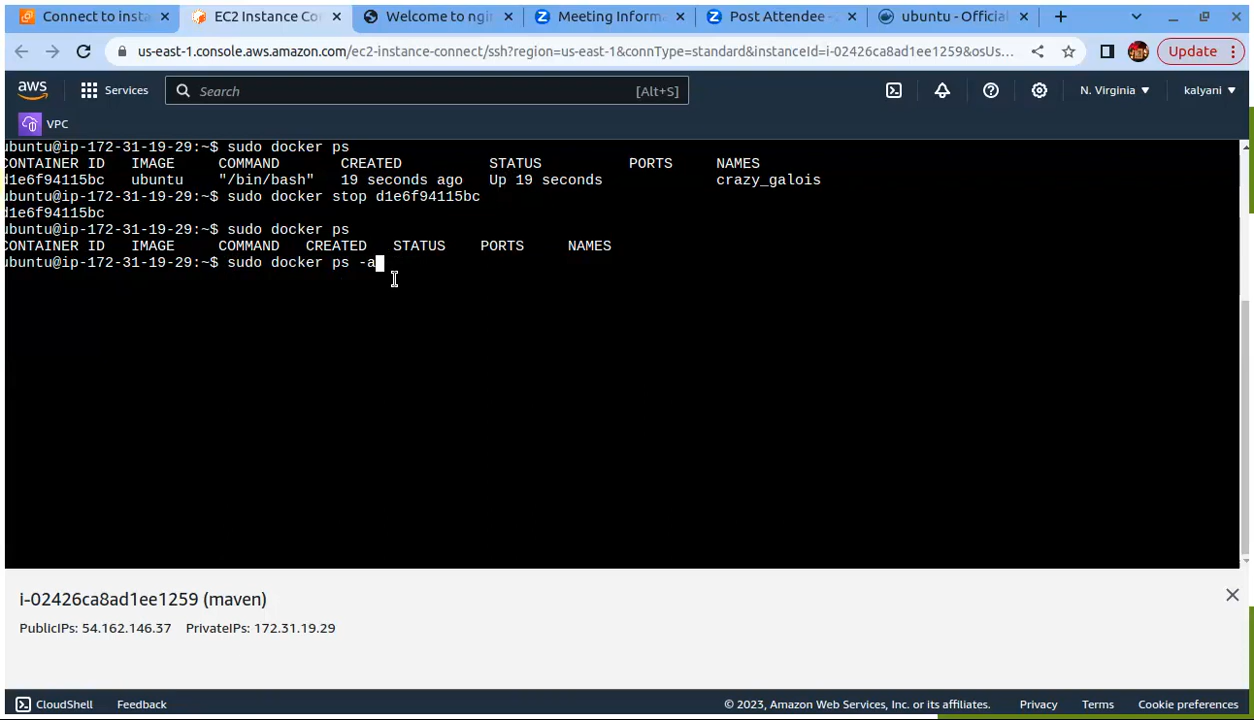 Connect to insta
EC2 Instance Co
Welcome to ngi
Meeting Informa
Post Attendee -
ubuntu - Officia
us-east-1.console.aws.amazon.com/ec2-instance-connect/ssh?region=us-east-1&connType=standard&instanceId=i-02426ca8ad1ee1259&osUs...
Update
aws
Services
Search
[Alt+S]
N. Virginia
kalyani
VPC
ubuntu@ip-172-31-19-29:~$ sudo docker ps
CONTAINER ID IMAGE COMMAND CREATED STATUS PORTS NAMES
d1e6f94115bc ubuntu "/bin/bash" 19 seconds ago Up 19 seconds crazy_galois
ubuntu@ip-172-31-19-29:~$ sudo docker stop d1e6f94115bc
d1e6f94115bc
ubuntu@ip-172-31-19-29:~$ sudo docker ps
CONTAINER ID IMAGE COMMAND CREATED STATUS PORTS NAMES
ubuntu@ip-172-31-19-29:~$ sudo docker ps -a
i-02426ca8ad1ee1259 (maven)
PublicIPs: 54.162.146.37 PrivateIPs: 172.31.19.29
CloudShell Feedback © 2023, Amazon Web Services, Inc. or its affiliates. Privacy Terms Cookie preferences